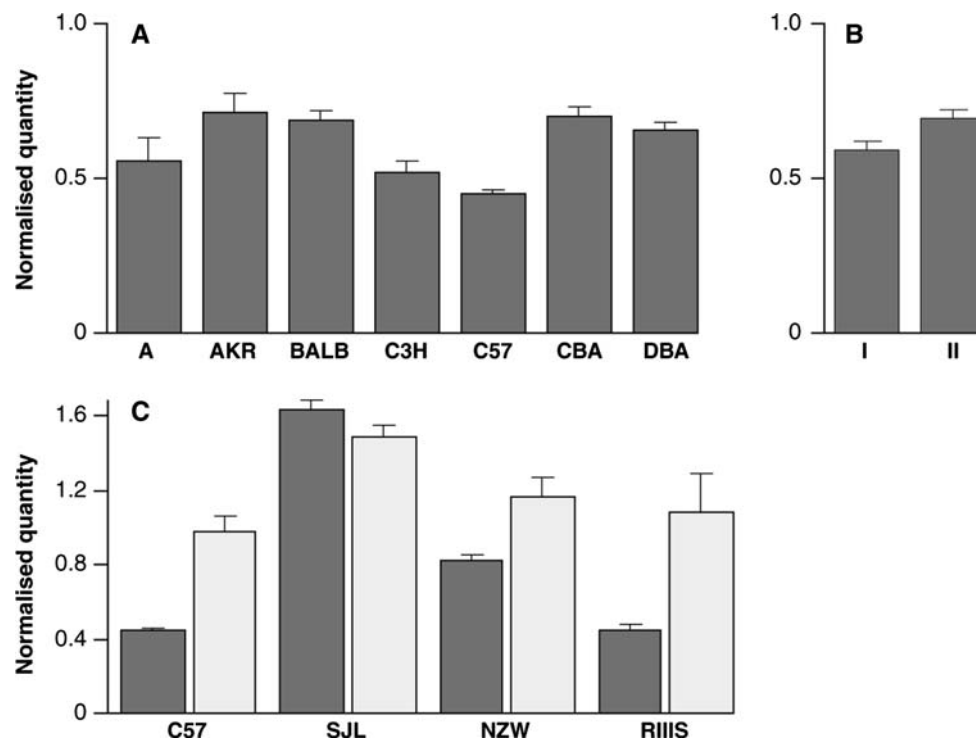 A
Normalised quantity
1.0
0.5
0
A AKR BALB C3H C57 CBA DBA
B
1.0
0.5
0
I II
C
Normalised quantity
1.6
1.2
0.8
0.4
0
C57 SJL NZW RIIIS